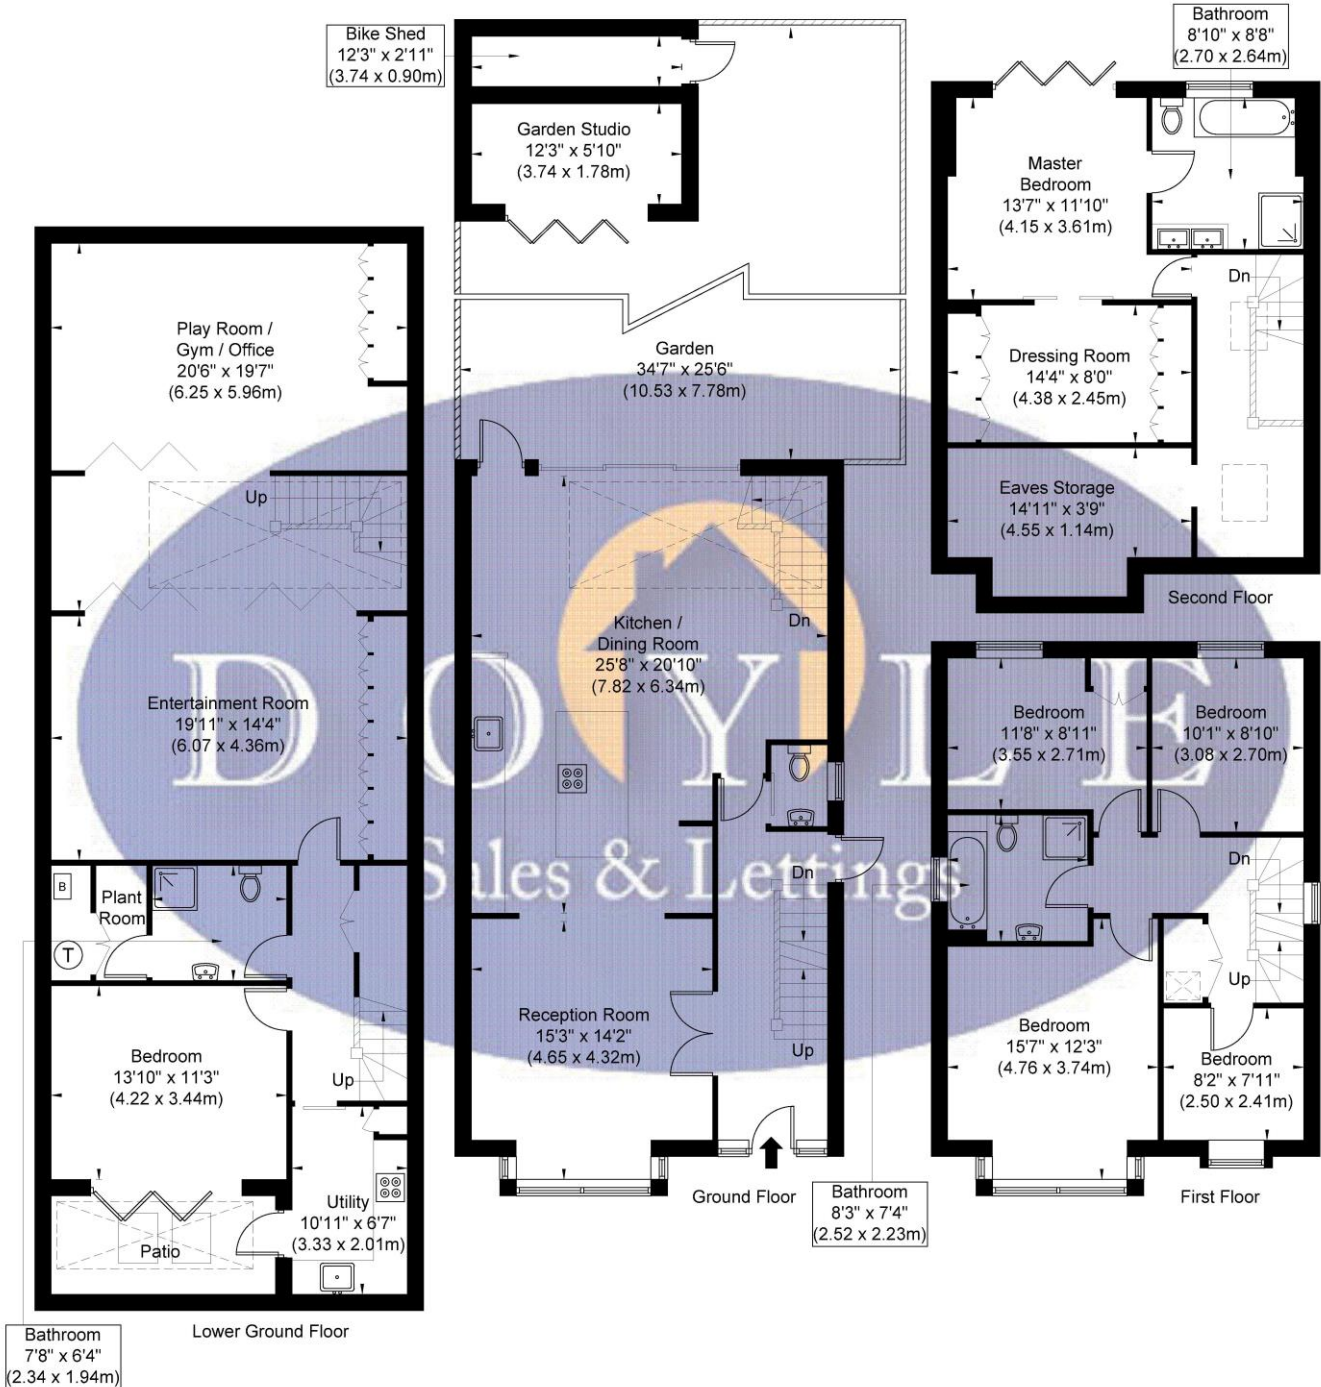 Bike Shed
12'3" x 2'11"
(3.74 x 0.90m)
Garden Studio
12'3" x 5'10"
(3.74 x 1.78m)
Garden
34'7" x 25'6"
(10.53 x 7.78m)
Bathroom
8'10" x 8'8"
(2.70 x 2.64m)
Master
Bedroom
13'7" x 11'10"
(4.15 x 3.61m)
Dn
Dressing Room
14'4" x 8'0"
(4.38 x 2.45m)
Eaves Storage
14'11" x 3'9"
(4.55 x 1.14m)
Second Floor
Play Room /
Gym / Office
20'6" x 19'7"
(6.25 x 5.96m)
Up
Entertainment Room
19'11" x 14'4"
(6.07 x 4.36m)
B
Plant
Room
T
Bedroom
13'10" x 11'3"
(4.22 x 3.44m)
Up
Utility
10'11" x 6'7"
(3.33 x 2.01m)
Patio
Lower Ground Floor
Bathroom
7'8" x 6'4"
(2.34 x 1.94m)
Kitchen /
Dining Room
25'8" x 20'10"
(7.82 x 6.34m)
Dn
Dn
Reception Room
15'3" x 14'2"
(4.65 x 4.32m)
Up
Ground Floor
Bathroom
8'3" x 7'4"
(2.52 x 2.23m)
Bedroom
11'8" x 8'11"
(3.55 x 2.71m)
Bedroom
10'1" x 8'10"
(3.08 x 2.70m)
Dn
Up
Bedroom
15'7" x 12'3"
(4.76 x 3.74m)
Bedroom
8'2" x 7'11"
(2.50 x 2.41m)
First Floor
DOYLE
Sales & Lettings